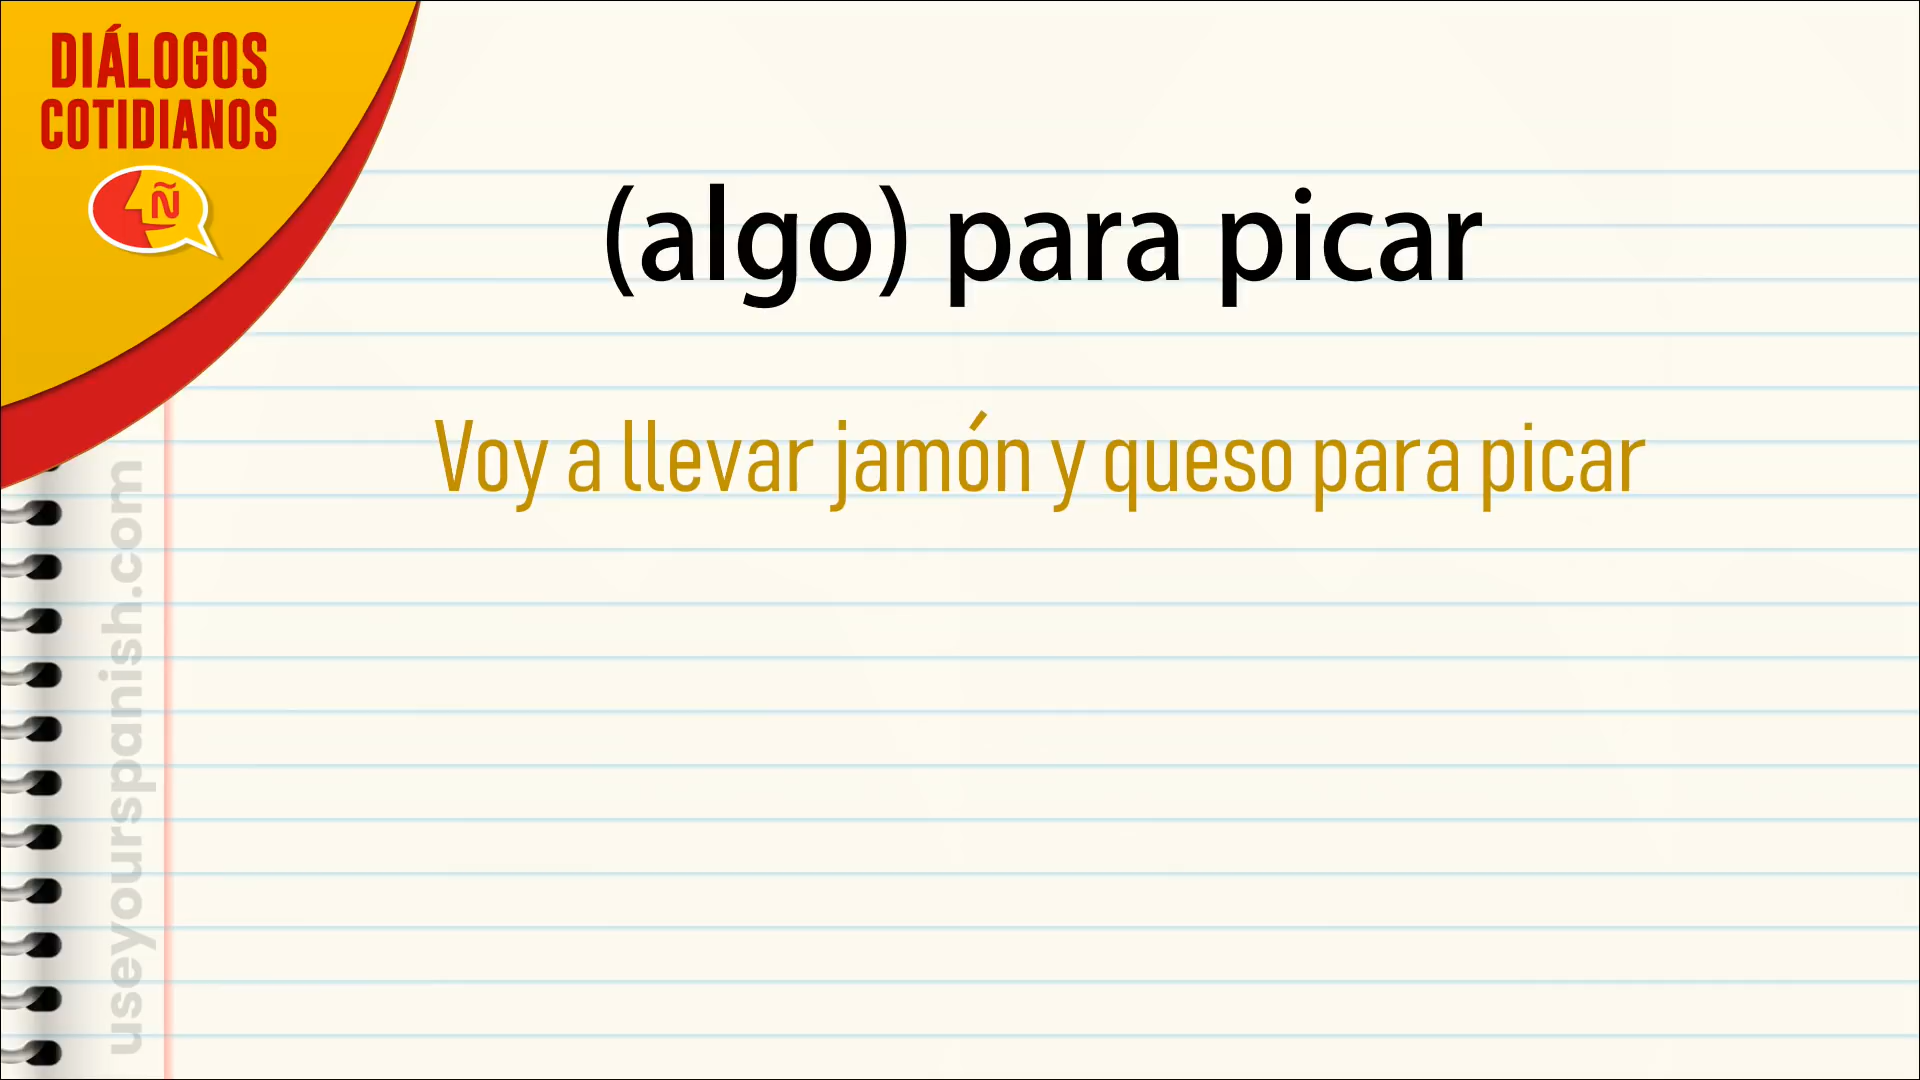 DIÁLOGOS
COTIDIANOS
Ñ
(algo) para picar
Voy a llevar jamón y queso para picar
useyourspanish.com